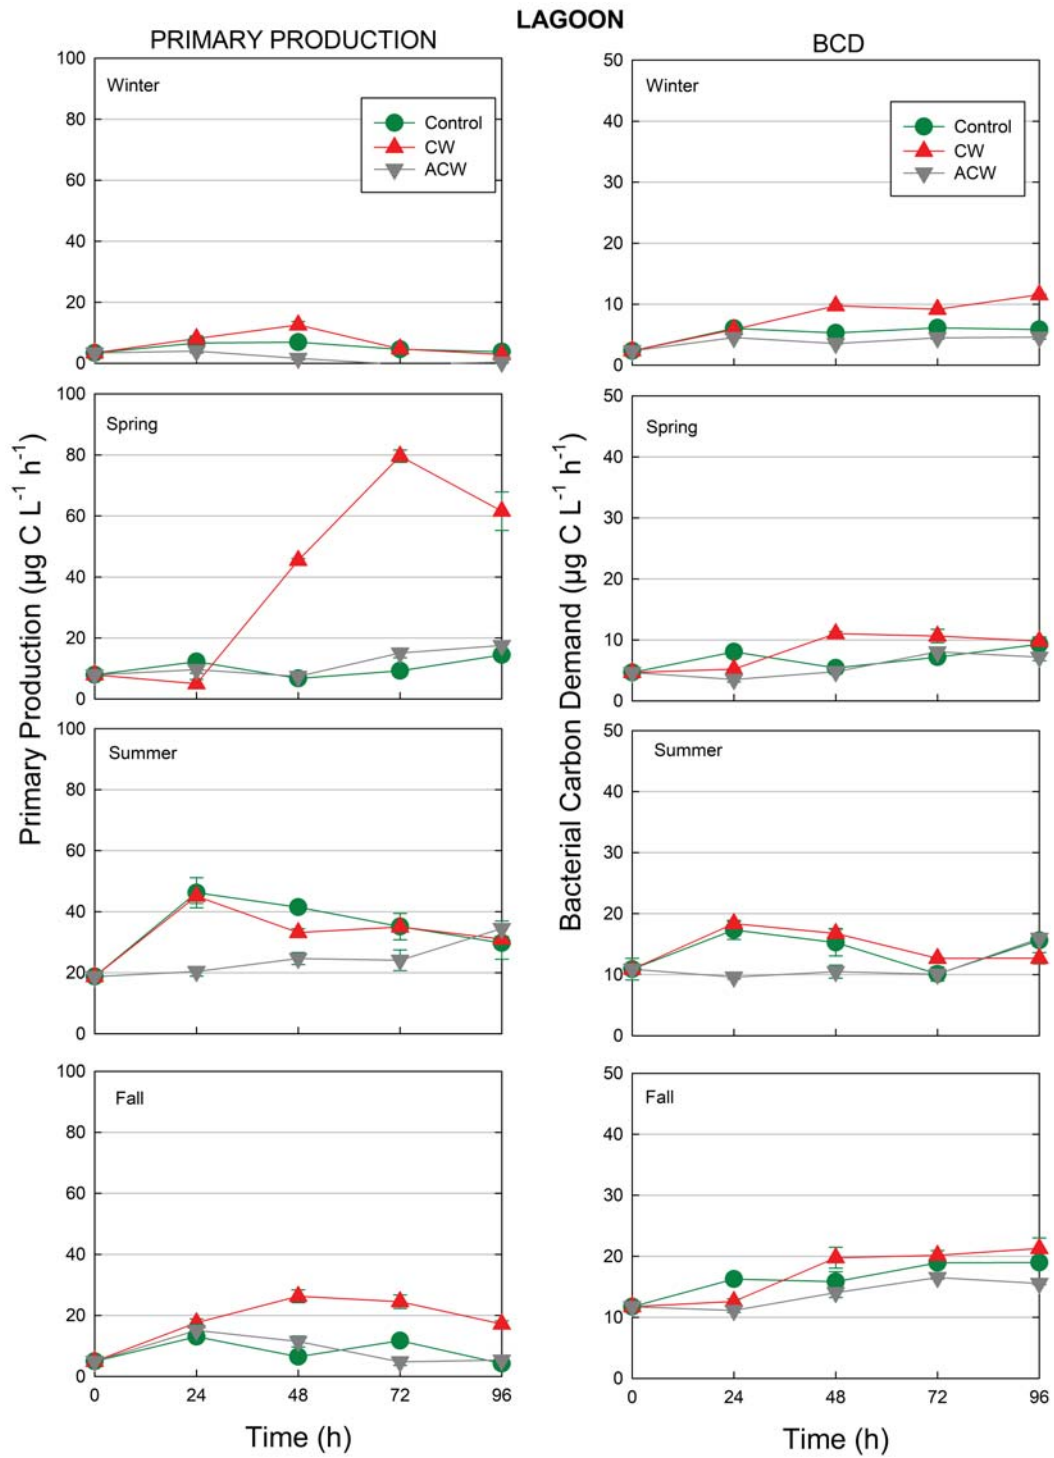 LAGOON
PRIMARY PRODUCTION
BCD
100
80
60
40
20
0
Winter
Control
CW
ACW
50
40
30
20
10
0
Winter
Control
CW
ACW
100
80
60
40
20
0
Spring
50
40
30
20
10
0
Spring
Primary Production (µg C L-1 h-1)
Bacterial Carbon Demand (µg C L-1 h-1)
100
80
60
40
20
0
Summer
50
40
30
20
10
0
Summer
100
80
60
40
20
0
Fall
0 24 48 72 96
Time (h)
50
40
30
20
10
0
Fall
0 24 48 72 96
Time (h)